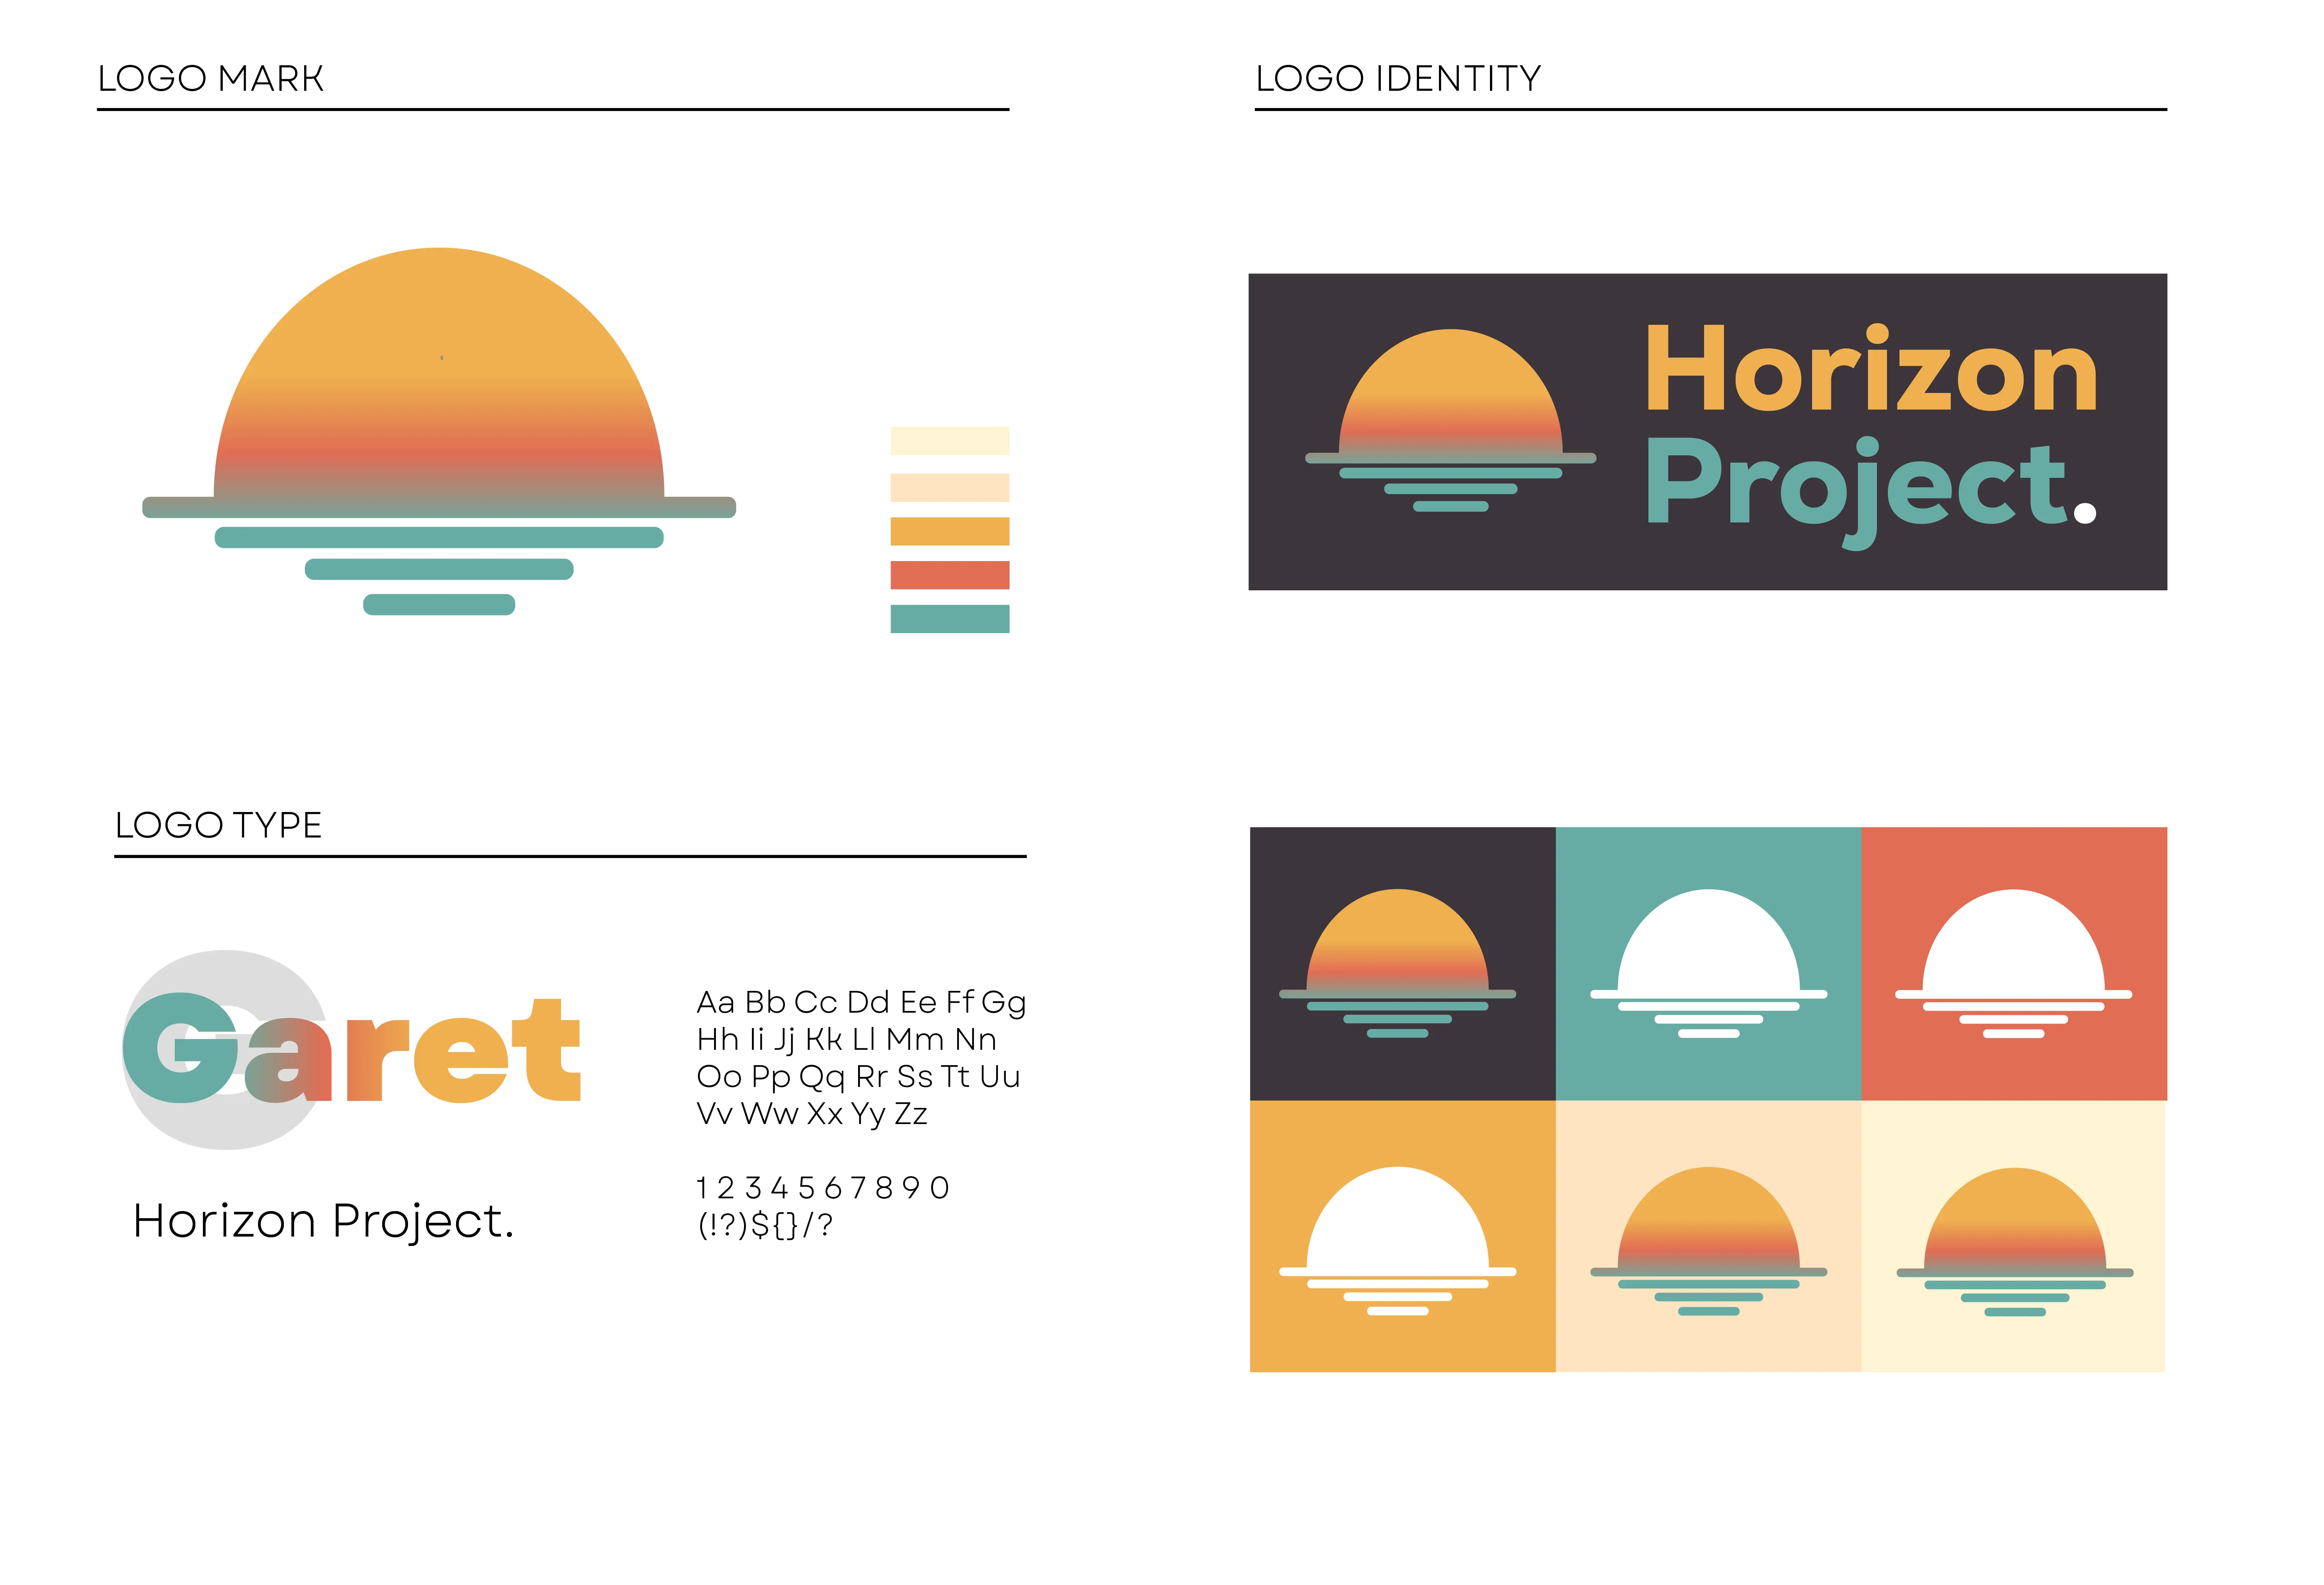 LOGO MARK
LOGO IDENTITY
Horizon
Project.
LOGO TYPE
G
Garet
Horizon Project.
Aa Bb Cc Dd Ee Ff Gg
Hh Ii Jj Kk Ll Mm Nn
Oo Pp Qq Rr Ss Tt Uu
Vv Ww Xx Yy Zz
1 2 3 4 5 6 7 8 9 0
(!?)${}/?